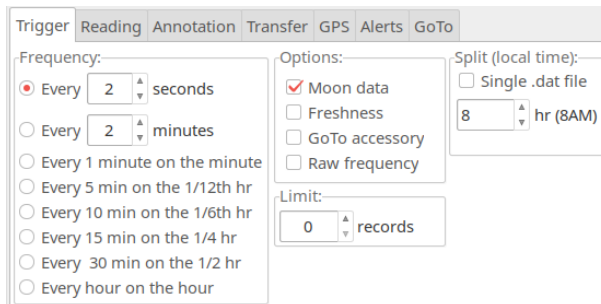 Trigger Reading Annotation Transfer GPS Alerts GoTo
Frequency:
Every 2 seconds
Every 2 minutes
Every 1 minute on the minute
Every 5 min on the 1/12th hr
Every 10 min on the 1/6th hr
Every 15 min on the 1/4 hr
Every 30 min on the 1/2 hr
Every hour on the hour
Options:
Moon data
Freshness
GoTo accessory
Raw frequency
Limit:
0 records
Split (local time):
Single .dat file
8 hr (8AM)